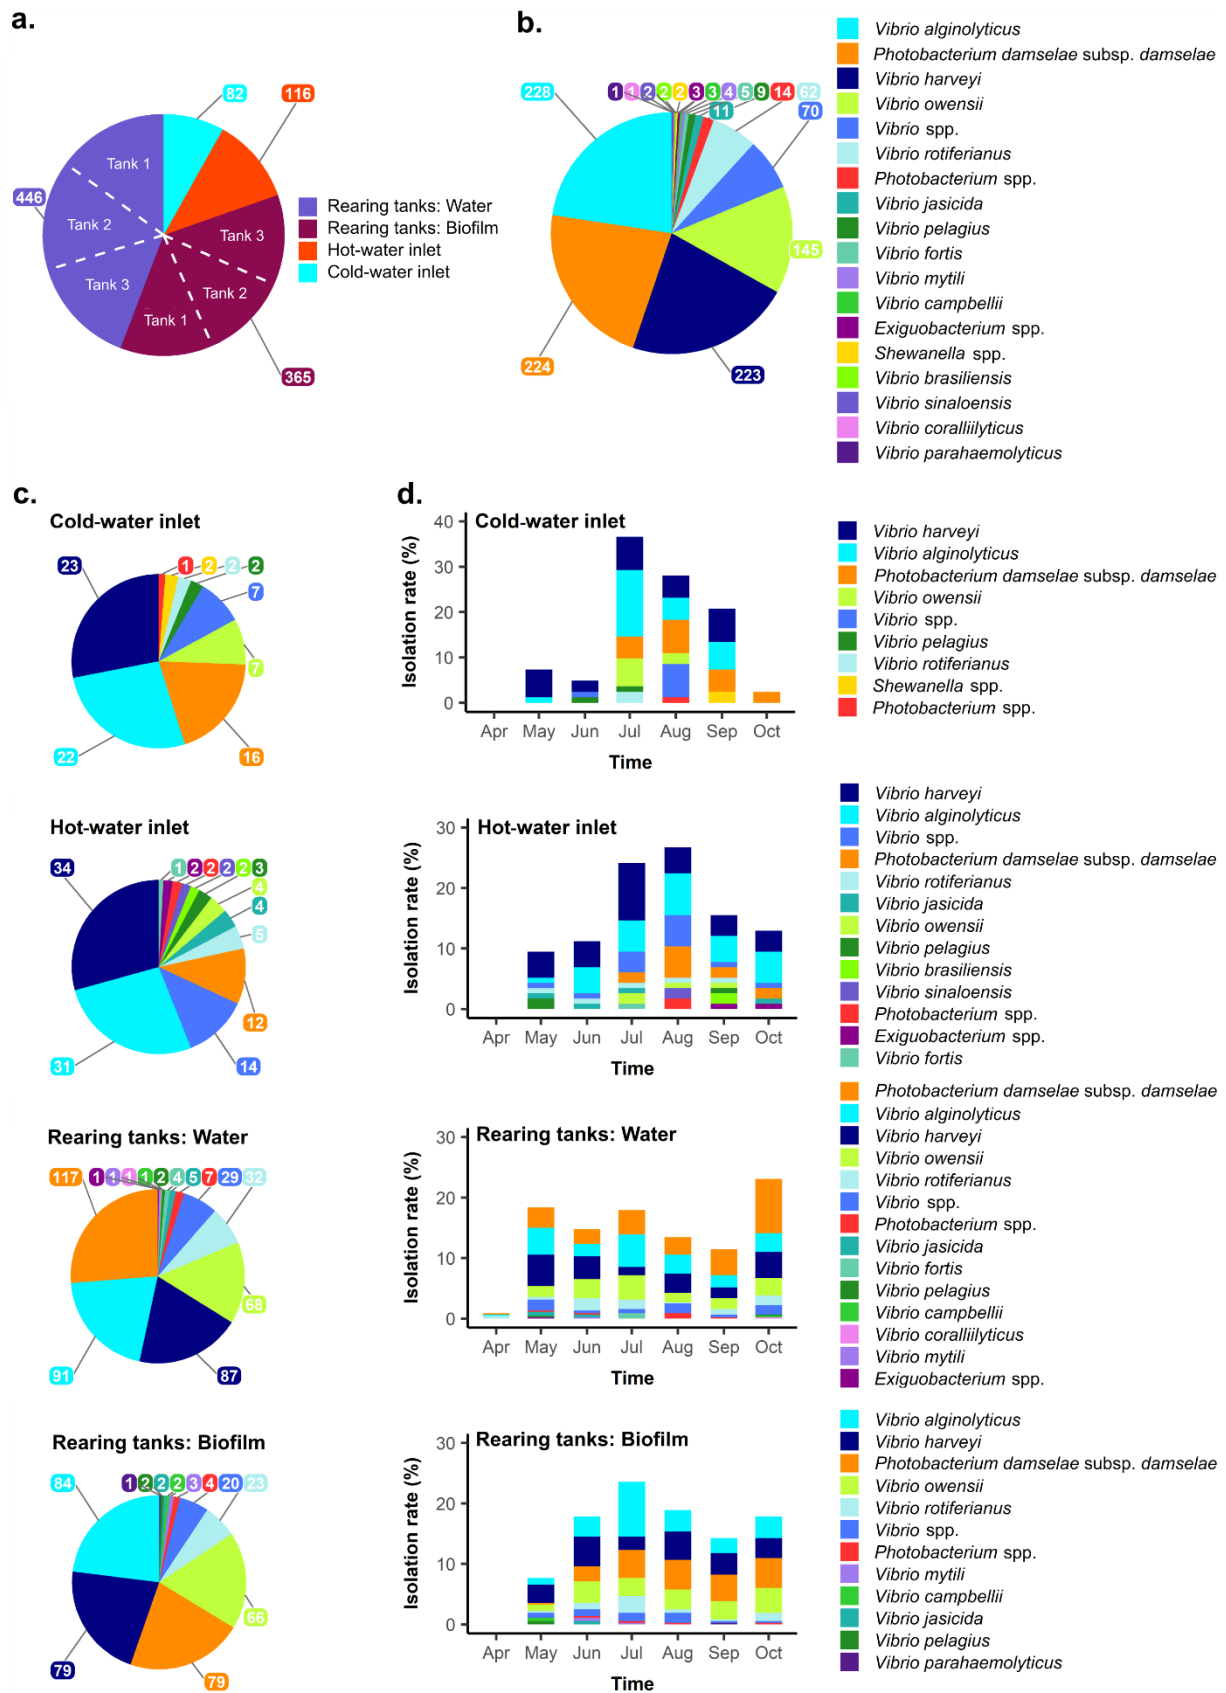 a.
82
116
Tank 1
446
Tank 2
Tank 3
Tank 3
Tank 2
Tank 1
365
Rearing tanks: Water
Rearing tanks: Biofilm
Hot-water inlet
Cold-water inlet
b.
228
1 1 2 2 2 3 3 4 5 9 14 62
11
70
145
224
223
Vibrio alginolyticus
Photobacterium damselae subsp. damselae
Vibrio harveyi
Vibrio owensii
Vibrio spp.
Vibrio rotiferianus
Photobacterium spp.
Vibrio jasicida
Vibrio pelagius
Vibrio fortis
Vibrio mytili
Vibrio campbellii
Exiguobacterium spp.
Shewanella spp.
Vibrio brasiliensis
Vibrio sinaloensis
Vibrio coralliilyticus
Vibrio parahaemolyticus
c.
Cold-water inlet
23
1 2 2 2
7
7
22
16
Hot-water inlet
34
1 2 2 2 2 3
4
4
5
12
31
14
Rearing tanks: Water
117 1 1 1 1 2 4 5 7 29 32
68
91
87
Rearing tanks: Biofilm
84
1 2 2 2 3 4 20 23
66
79
79
d.
Cold-water inlet
Isolation rate (%)
40
30
20
10
0
Apr May Jun Jul Aug Sep Oct
Time
Vibrio harveyi
Vibrio alginolyticus
Photobacterium damselae subsp. damselae
Vibrio owensii
Vibrio spp.
Vibrio pelagius
Vibrio rotiferianus
Shewanella spp.
Photobacterium spp.
Hot-water inlet
Isolation rate (%)
30
20
10
0
Apr May Jun Jul Aug Sep Oct
Time
Vibrio harveyi
Vibrio alginolyticus
Vibrio spp.
Photobacterium damselae subsp. damselae
Vibrio rotiferianus
Vibrio jasicida
Vibrio owensii
Vibrio pelagius
Vibrio brasiliensis
Vibrio sinaloensis
Photobacterium spp.
Exiguobacterium spp.
Vibrio fortis
Rearing tanks: Water
Isolation rate (%)
30
20
10
0
Apr May Jun Jul Aug Sep Oct
Time
Photobacterium damselae subsp. damselae
Vibrio alginolyticus
Vibrio harveyi
Vibrio owensii
Vibrio rotiferianus
Vibrio spp.
Photobacterium spp.
Vibrio jasicida
Vibrio fortis
Vibrio pelagius
Vibrio campbellii
Vibrio coralliilyticus
Vibrio mytili
Exiguobacterium spp.
Rearing tanks: Biofilm
Isolation rate (%)
30
20
10
0
Apr May Jun Jul Aug Sep Oct
Time
Vibrio alginolyticus
Vibrio harveyi
Photobacterium damselae subsp. damselae
Vibrio owensii
Vibrio rotiferianus
Vibrio spp.
Photobacterium spp.
Vibrio mytili
Vibrio campbellii
Vibrio jasicida
Vibrio pelagius
Vibrio parahaemolyticus